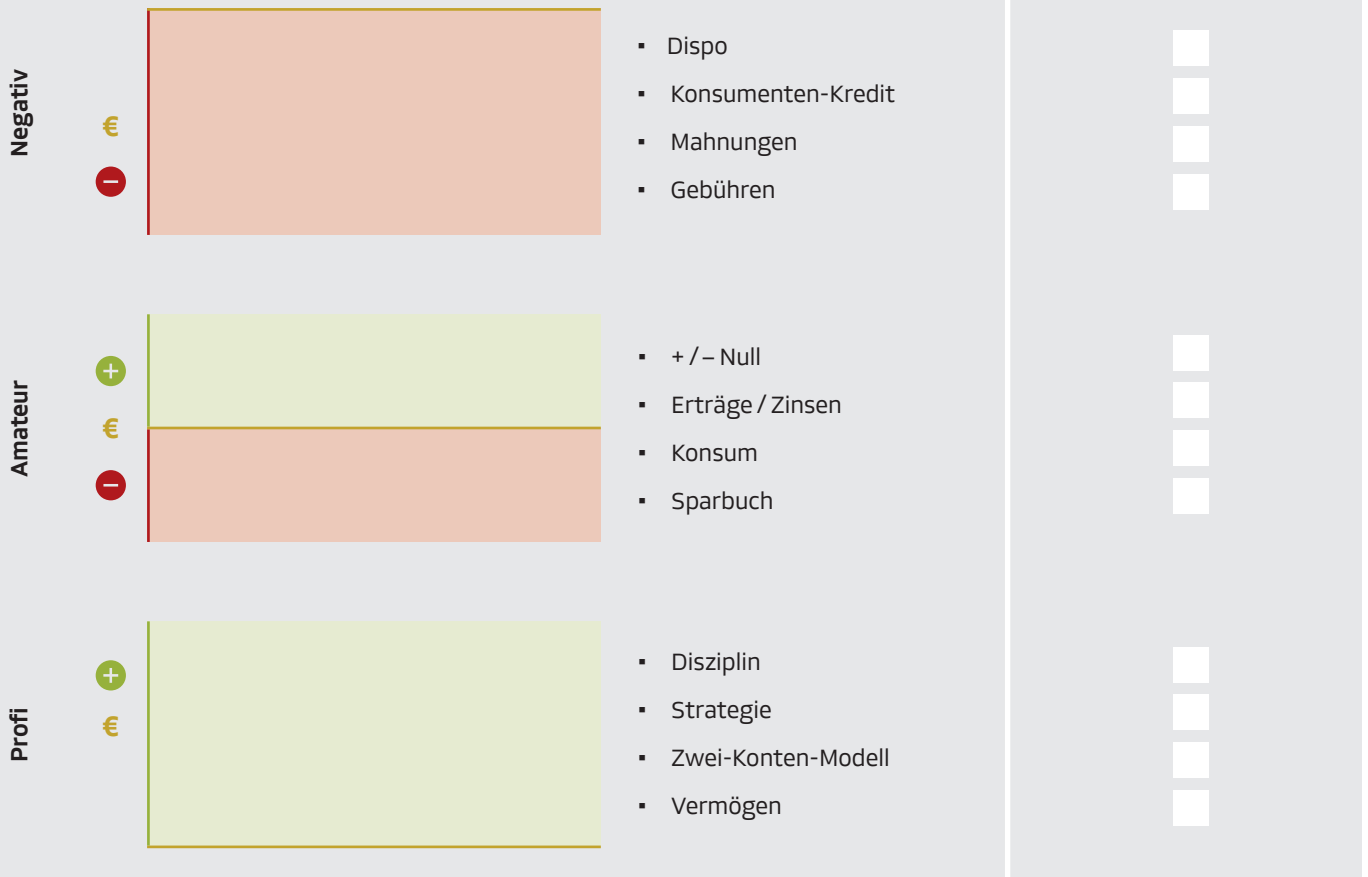 Negativ
€
−
▪ Dispo
▪ Konsumenten-Kredit
▪ Mahnungen
▪ Gebühren
Amateur
+
€
−
▪ + / – Null
▪ Erträge / Zinsen
▪ Konsum
▪ Sparbuch
Profi
+
€
▪ Disziplin
▪ Strategie
▪ Zwei-Konten-Modell
▪ Vermögen